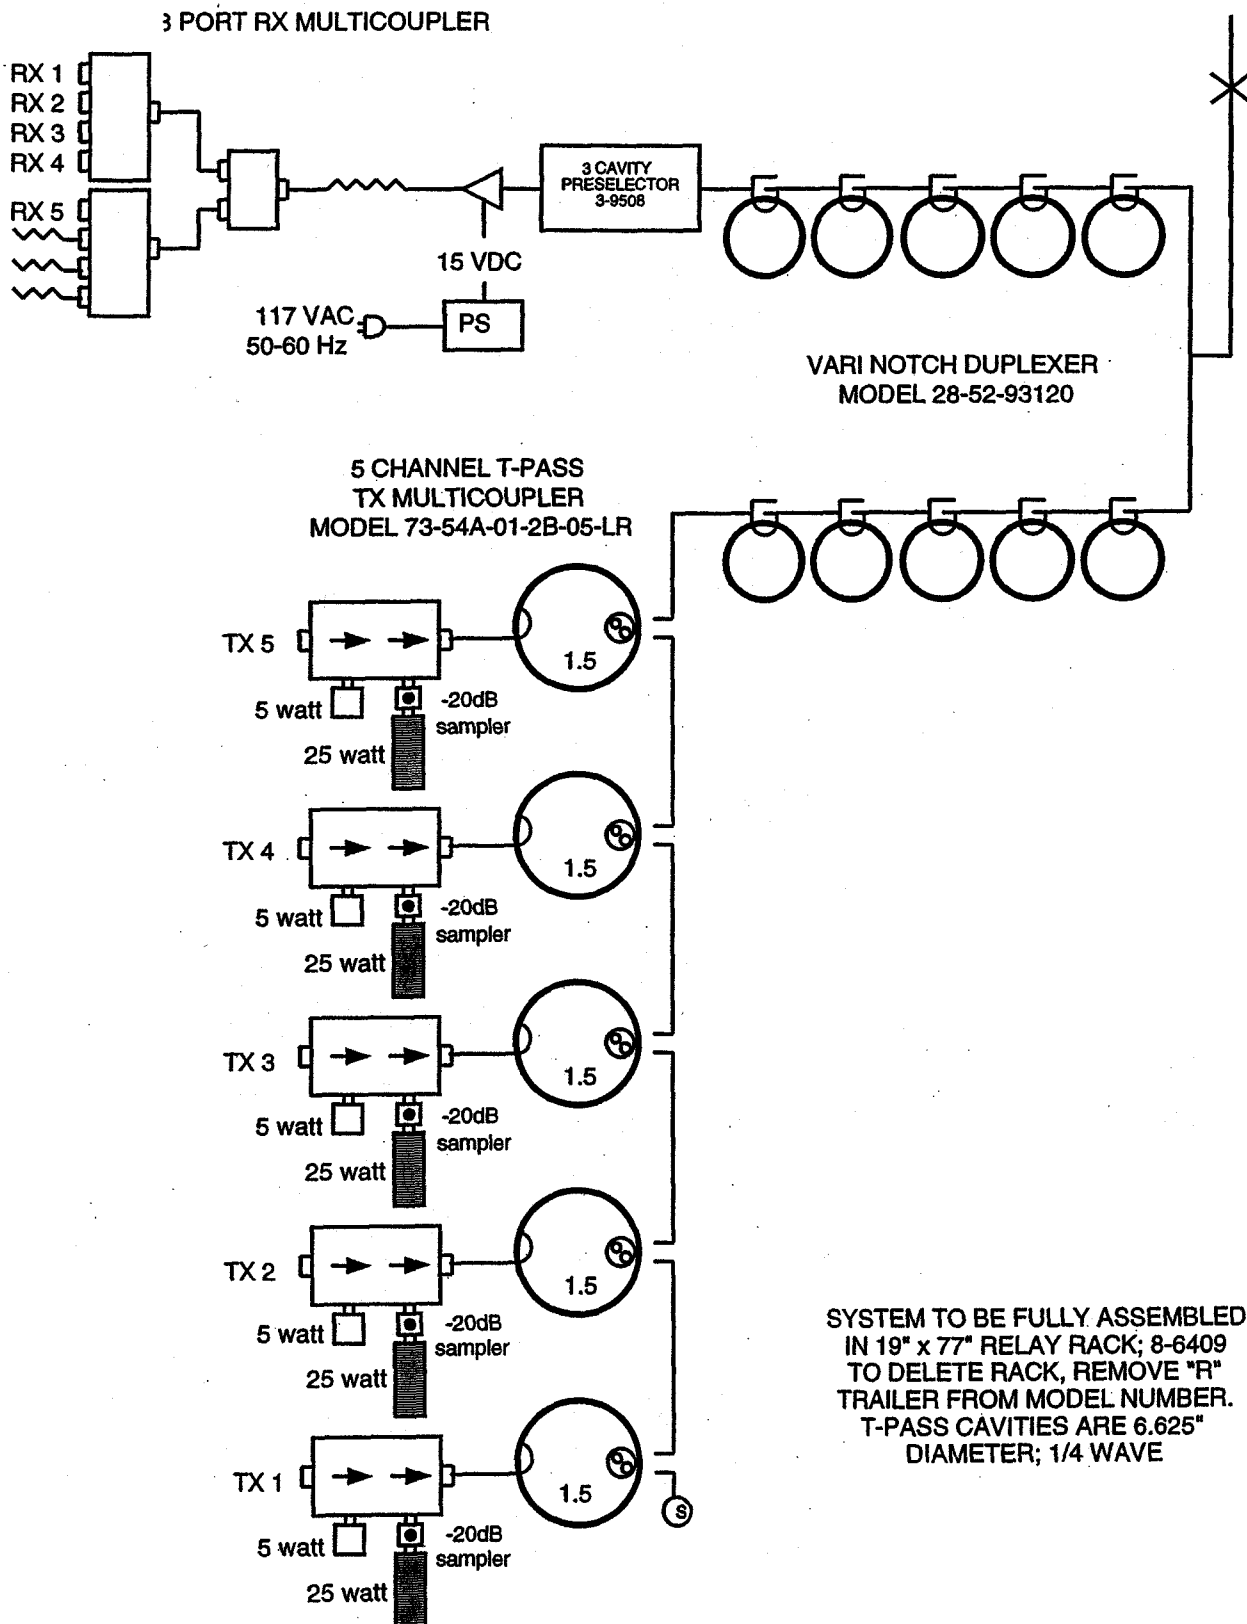 PORT RX MULTICOUPLER
RX 1
RX 2
RX 3
RX 4
RX 5
3 CAVITY
PRESELECTOR
3-9508
15 VDC
117 VAC
50-60 Hz
PS
VARI NOTCH DUPLEXER
MODEL 28-52-93120
5 CHANNEL T-PASS
TX MULTICOUPLER
MODEL 73-54A-01-2B-05-LR
TX 5
1.5
5 watt
-20dB
sampler
25 watt
TX 4
1.5
5 watt
-20dB
sampler
25 watt
TX 3
1.5
5 watt
-20dB
sampler
25 watt
TX 2
1.5
5 watt
-20dB
sampler
25 watt
TX 1
1.5
S
5 watt
-20dB
sampler
25 watt
SYSTEM TO BE FULLY ASSEMBLED
IN 19" x 77" RELAY RACK; 8-6409
TO DELETE RACK, REMOVE "R"
TRAILER FROM MODEL NUMBER.
T-PASS CAVITIES ARE 6.625"
DIAMETER; 1/4 WAVE